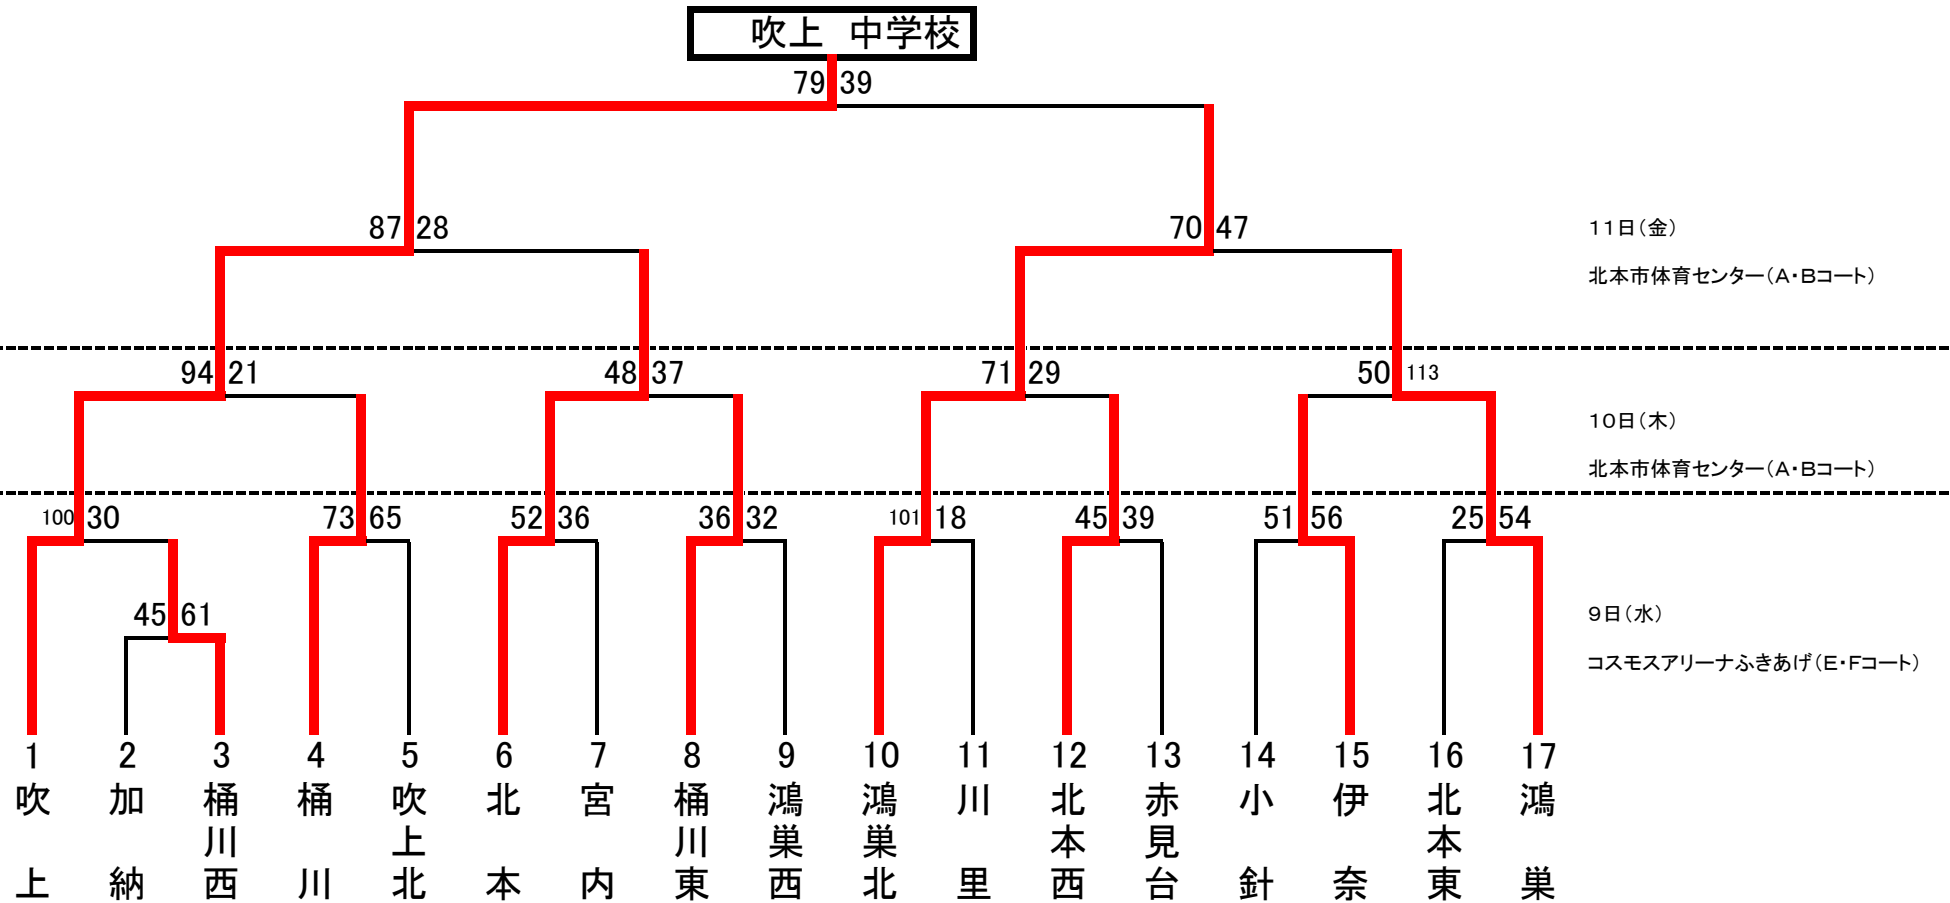 吹上　中学校
79 39
87 28
70 47
11日(金)
北本市体育センター(A・Bコート)
94 21
48 37
71 29
50 113
10日(木)
北本市体育センター(A・Bコート)
100 30
73 65
52 36
36 32
101 18
45 39
51 56
25 54
45 61
9日(水)
コスモスアリーナふきあげ(E・Fコート)
1 2 3 4 5 6 7 8 9 10 11 12 13 14 15 16 17
吹上
加納
桶川西
桶川
吹上北
北本
宮内
桶川東
鴻巣西
鴻巣北
川里
北本西
赤見台
小針
伊奈
北本東
鴻巣